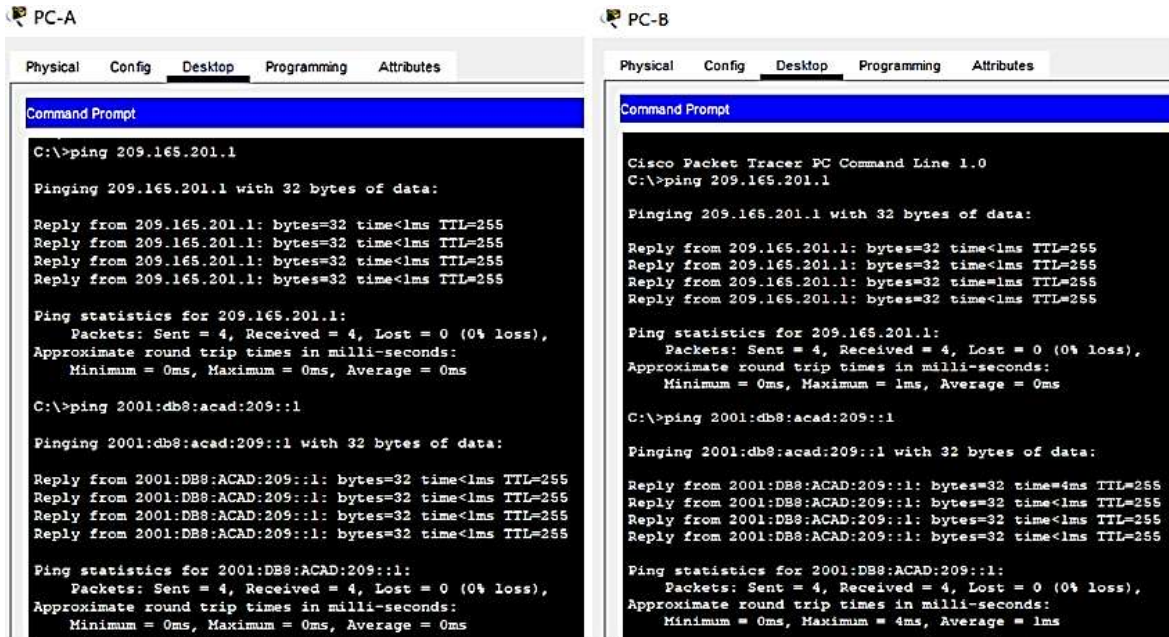 PC-A
Physical Config Desktop Programming Attributes
Command Prompt
C:\>ping 209.165.201.1
Pinging 209.165.201.1 with 32 bytes of data:
Reply from 209.165.201.1: bytes=32 time<1ms TTL=255
Reply from 209.165.201.1: bytes=32 time<1ms TTL=255
Reply from 209.165.201.1: bytes=32 time<1ms TTL=255
Reply from 209.165.201.1: bytes=32 time<1ms TTL=255
Ping statistics for 209.165.201.1:
Packets: Sent = 4, Received = 4, Lost = 0 (0% loss),
Approximate round trip times in milli-seconds:
Minimum = 0ms, Maximum = 0ms, Average = 0ms
C:\>ping 2001:db8:acad:209::1
Pinging 2001:db8:acad:209::1 with 32 bytes of data:
Reply from 2001:DB8:ACAD:209::1: bytes=32 time<1ms TTL=255
Reply from 2001:DB8:ACAD:209::1: bytes=32 time<1ms TTL=255
Reply from 2001:DB8:ACAD:209::1: bytes=32 time<1ms TTL=255
Reply from 2001:DB8:ACAD:209::1: bytes=32 time<1ms TTL=255
Ping statistics for 2001:DB8:ACAD:209::1:
Packets: Sent = 4, Received = 4, Lost = 0 (0% loss),
Approximate round trip times in milli-seconds:
Minimum = 0ms, Maximum = 0ms, Average = 0ms
PC-B
Physical Config Desktop Programming Attributes
Command Prompt
Cisco Packet Tracer PC Command Line 1.0
C:\>ping 209.165.201.1
Pinging 209.165.201.1 with 32 bytes of data:
Reply from 209.165.201.1: bytes=32 time<1ms TTL=255
Reply from 209.165.201.1: bytes=32 time<1ms TTL=255
Reply from 209.165.201.1: bytes=32 time=1ms TTL=255
Reply from 209.165.201.1: bytes=32 time<1ms TTL=255
Ping statistics for 209.165.201.1:
Packets: Sent = 4, Received = 4, Lost = 0 (0% loss),
Approximate round trip times in milli-seconds:
Minimum = 0ms, Maximum = 1ms, Average = 0ms
C:\>ping 2001:db8:acad:209::1
Pinging 2001:db8:acad:209::1 with 32 bytes of data:
Reply from 2001:DB8:ACAD:209::1: bytes=32 time=4ms TTL=255
Reply from 2001:DB8:ACAD:209::1: bytes=32 time<1ms TTL=255
Reply from 2001:DB8:ACAD:209::1: bytes=32 time<1ms TTL=255
Reply from 2001:DB8:ACAD:209::1: bytes=32 time<1ms TTL=255
Ping statistics for 2001:DB8:ACAD:209::1:
Packets: Sent = 4, Received = 4, Lost = 0 (0% loss),
Approximate round trip times in milli-seconds:
Minimum = 0ms, Maximum = 4ms, Average = 1ms